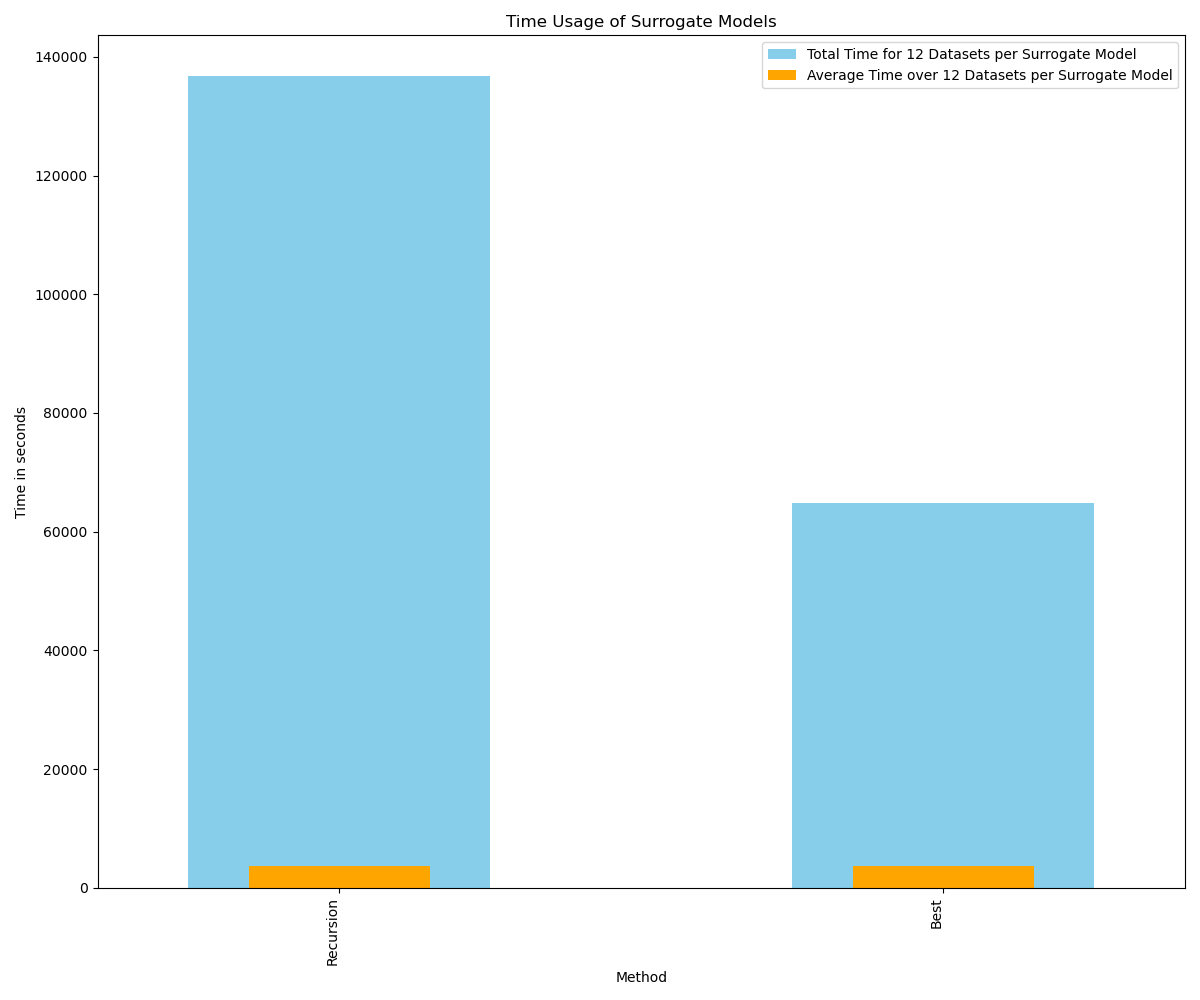 Time Usage of Surrogate Models
Total Time for 12 Datasets per Surrogate Model
Average Time over 12 Datasets per Surrogate Model
140000
120000
100000
80000
60000
40000
20000
0
Time in seconds
Recursion
Best
Method